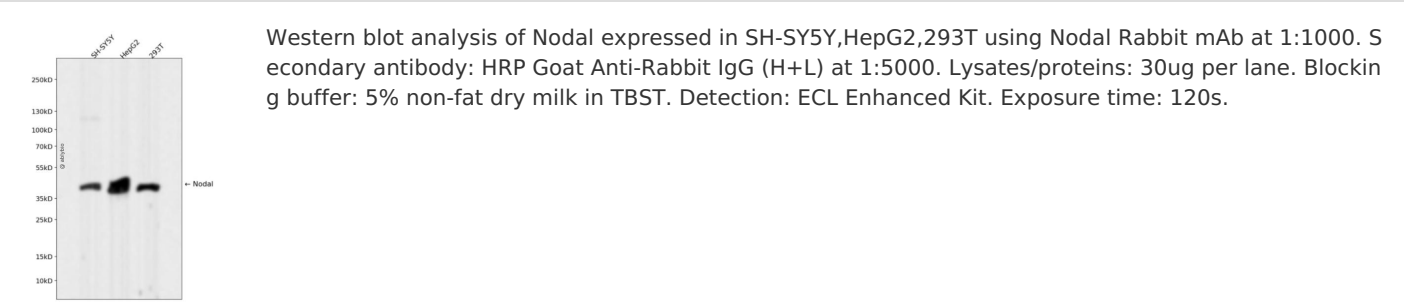 SH-SY5Y
HepG2
293T
250kD
130kD
100kD
70kD
55kD
35kD
25kD
15kD
10kD
@ abybio
← Nodal
Western blot analysis of Nodal expressed in SH-SY5Y,HepG2,293T using Nodal Rabbit mAb at 1:1000. S
econdary antibody: HRP Goat Anti-Rabbit IgG (H+L) at 1:5000. Lysates/proteins: 30ug per lane. Blockin
g buffer: 5% non-fat dry milk in TBST. Detection: ECL Enhanced Kit. Exposure time: 120s.